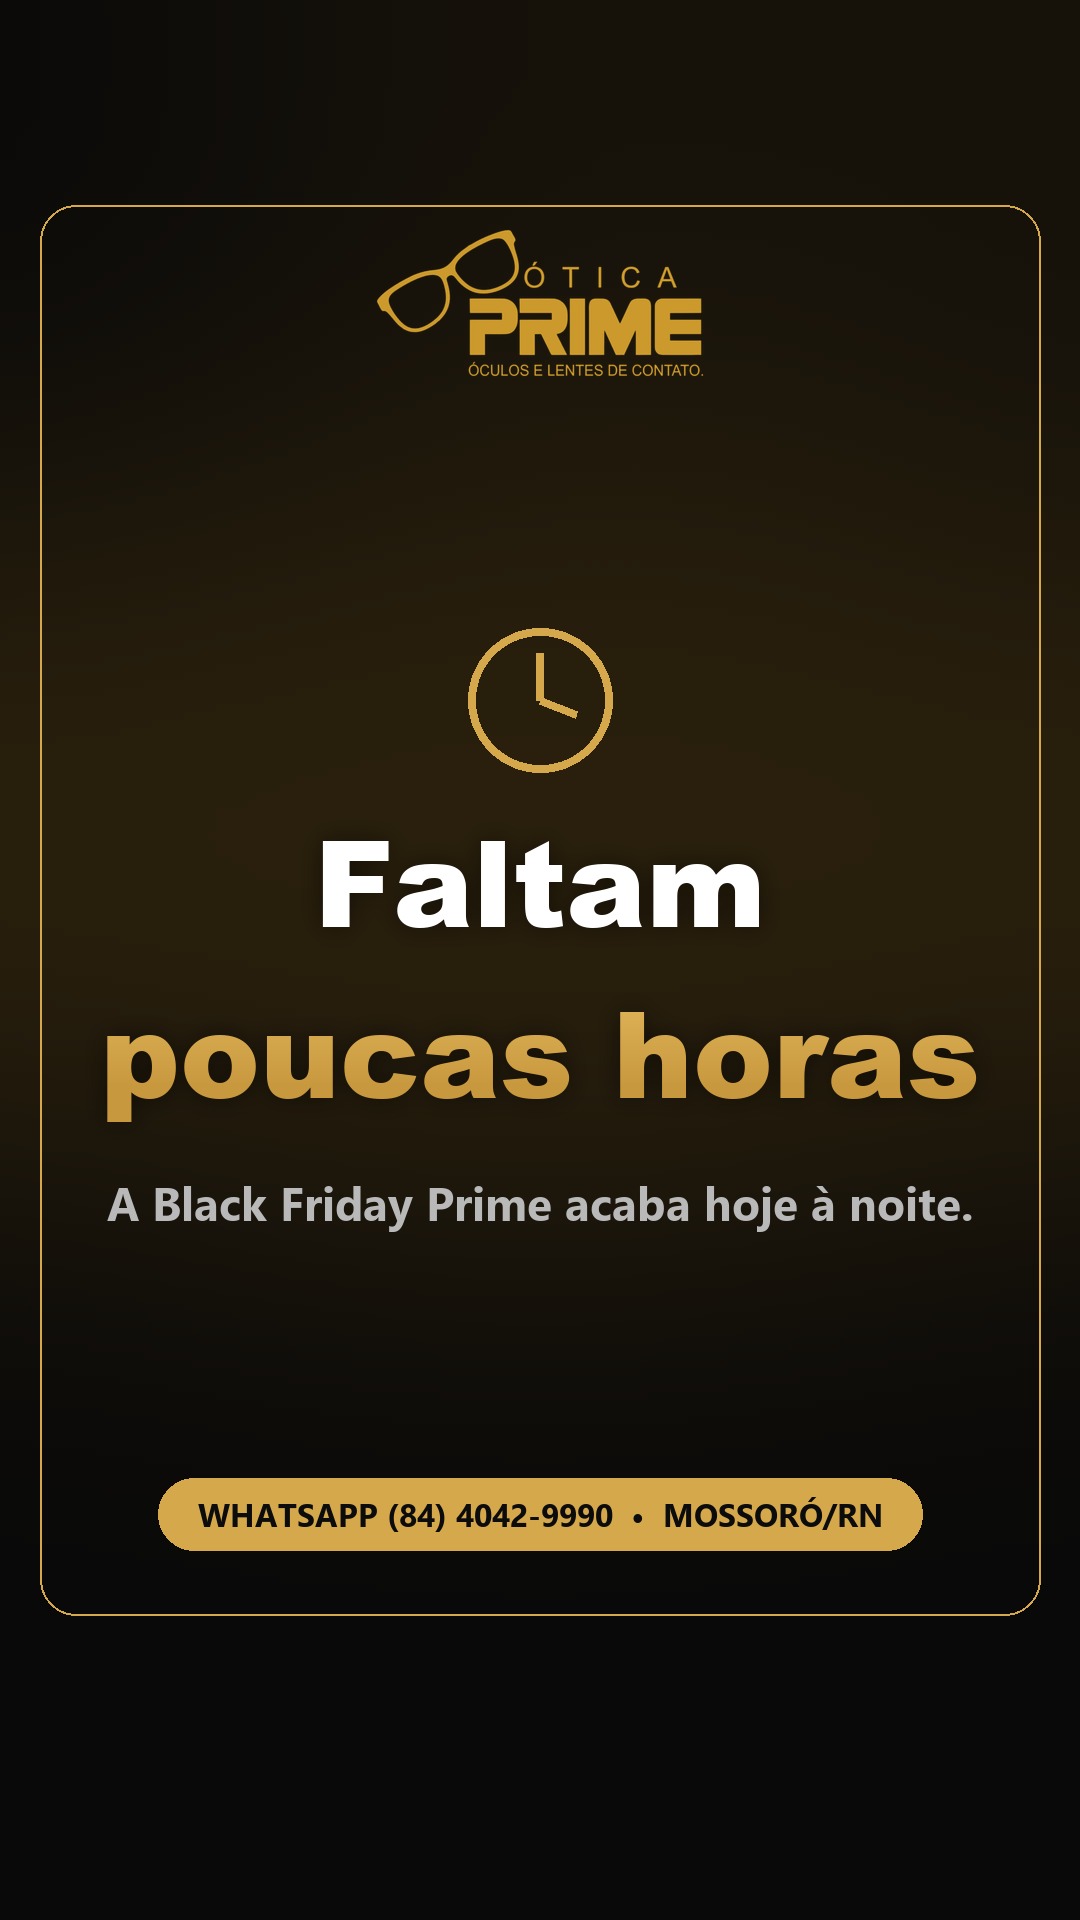 ÓTICA
PRIME
ÓCULOS E LENTES DE CONTATO.
Faltam
poucas horas
A Black Friday Prime acaba hoje à noite.
WHATSAPP (84) 4042-9990 • MOSSORÓ/RN